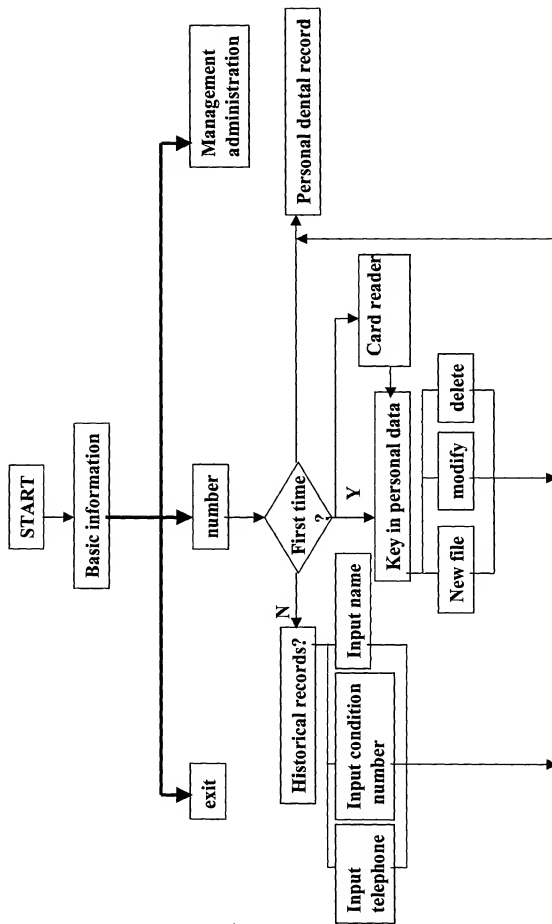 START
Basic information
exit
number
Management
administration
First time
?
N
Y
Personal dental record
Historical records?
Card reader
Key in personal data
Input
telephone
Input condition
number
Input name
New file
modify
delete